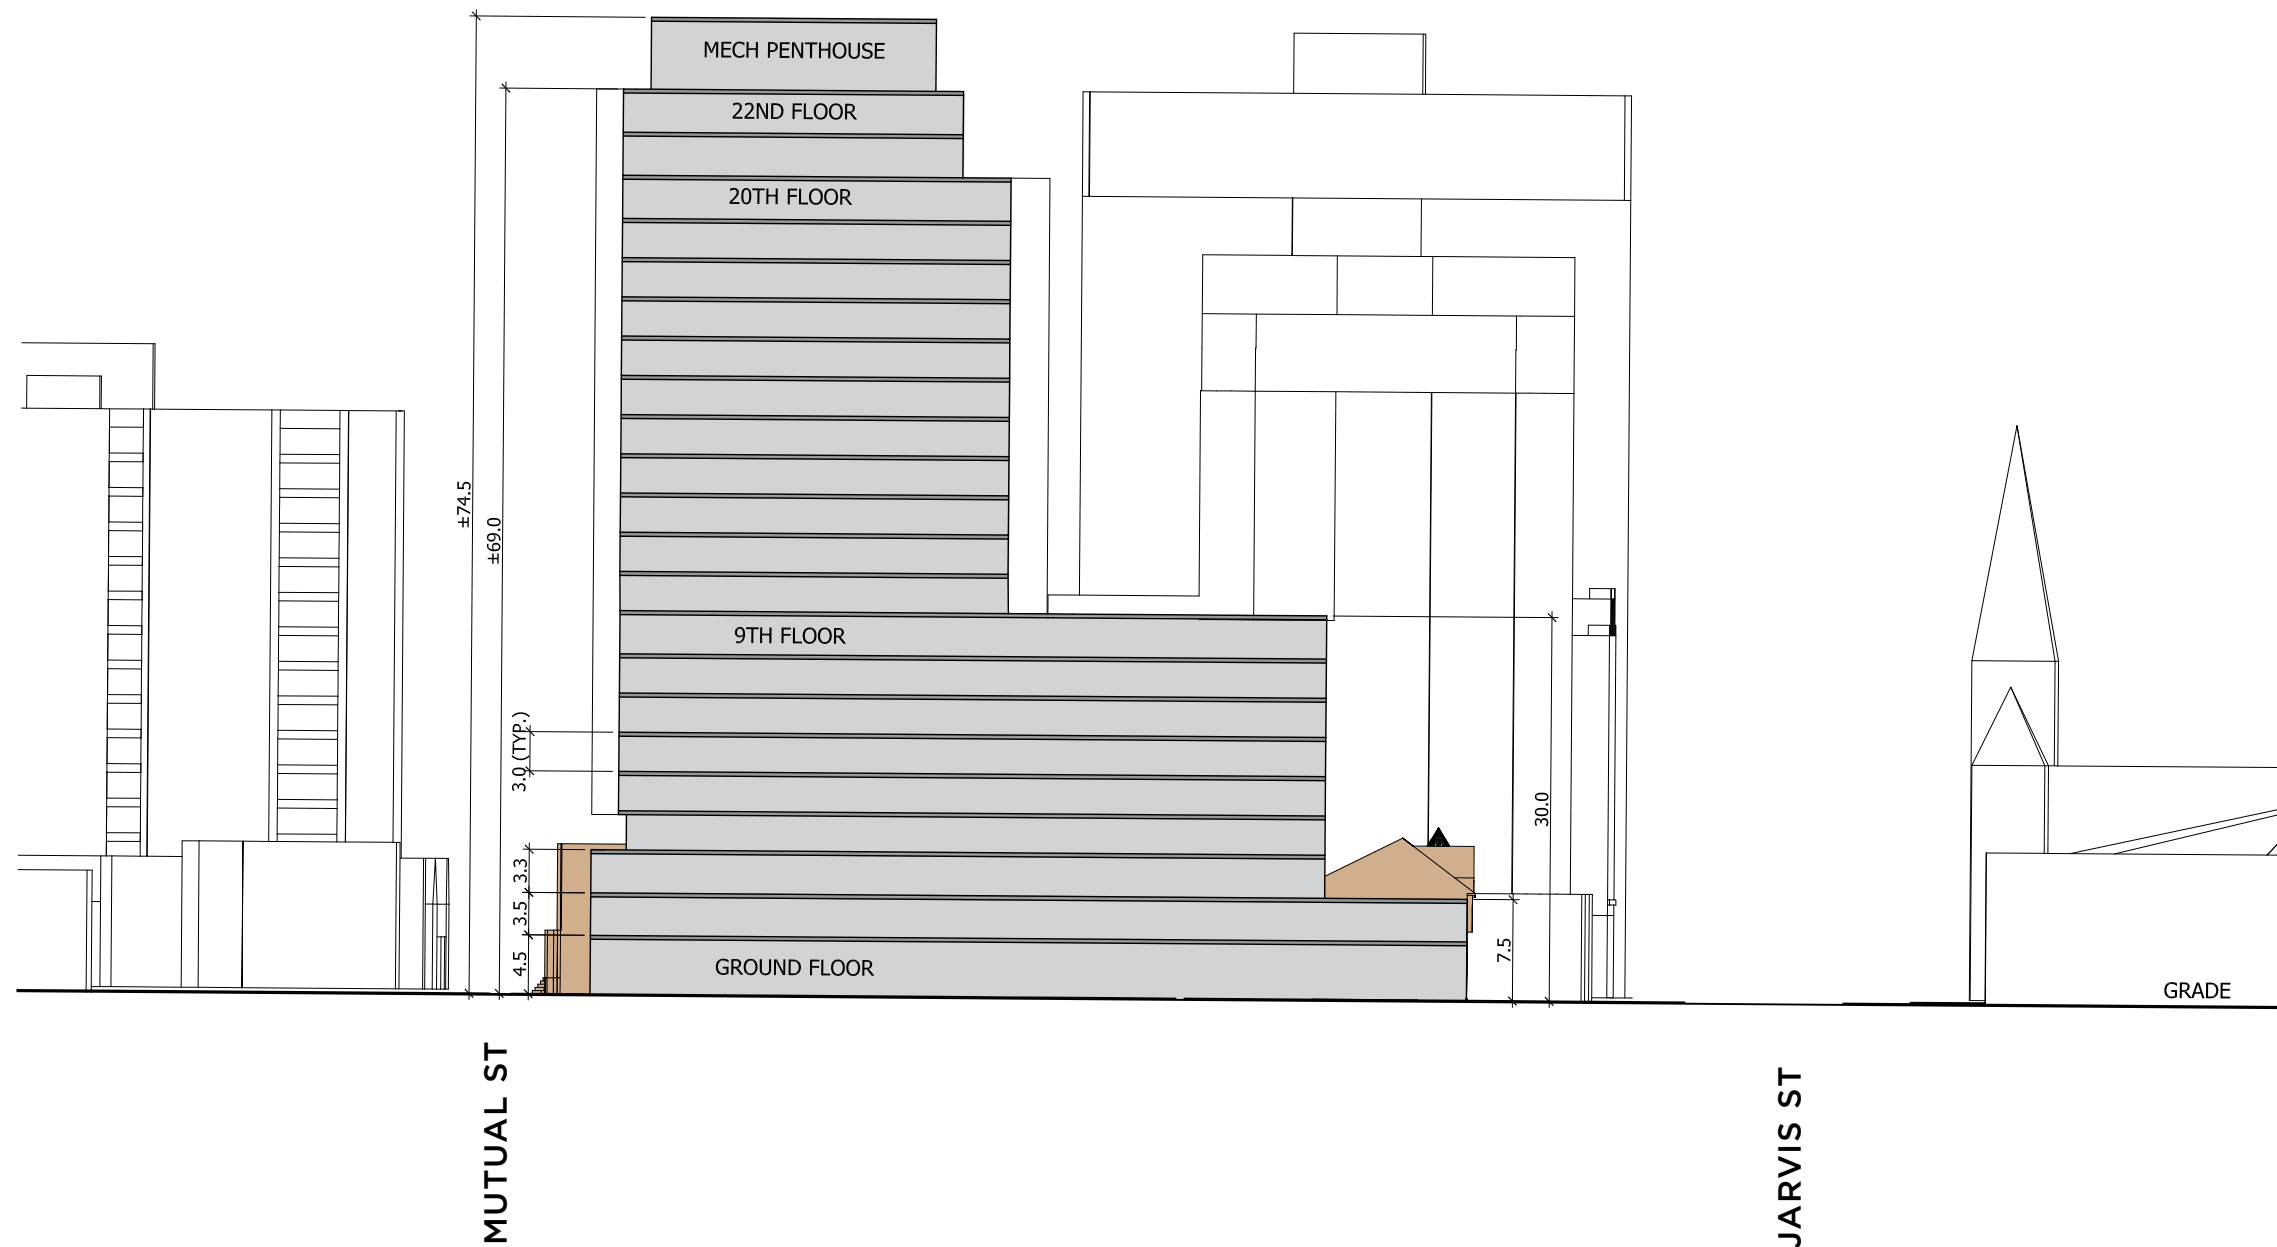 MECH PENTHOUSE
22ND FLOOR
20TH FLOOR
±74.5
±69.0
9TH FLOOR
3.0 (TYP.)
30.0
3.3
3.5
7.5
4.5
GROUND FLOOR
GRADE
MUTUAL ST
JARVIS ST